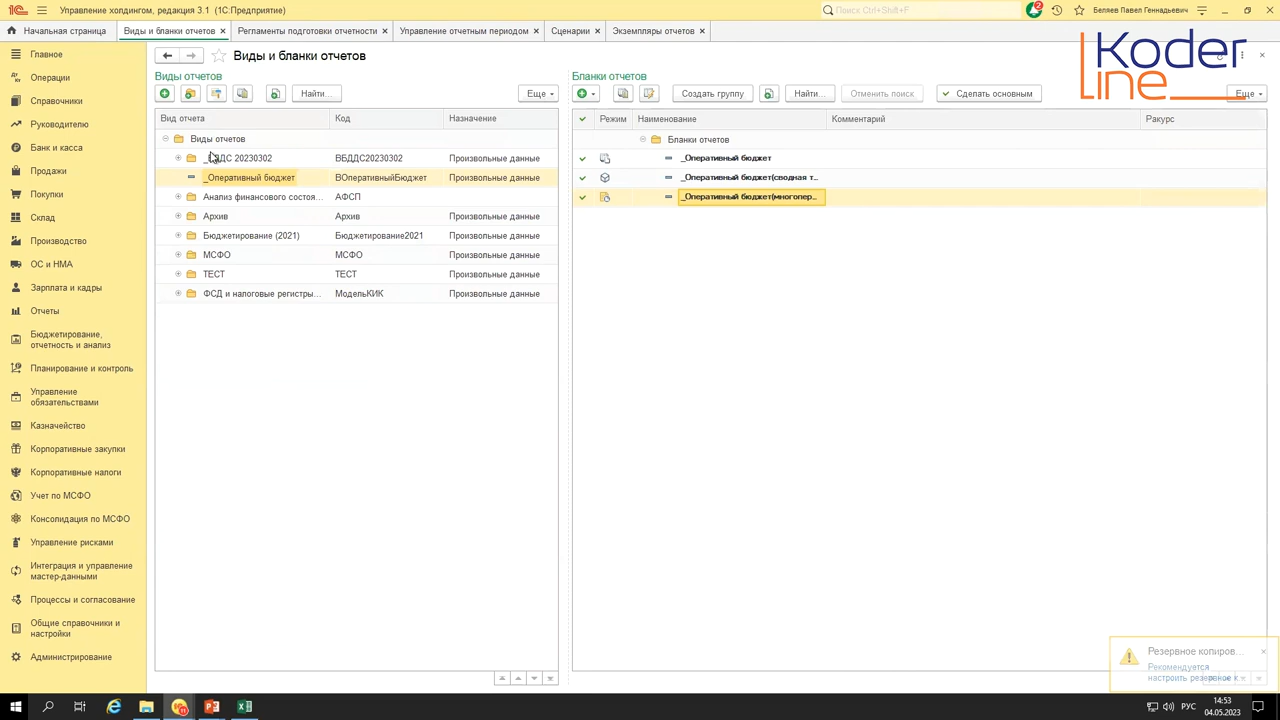 Управление холдингом, редакция 3.1 (1С:Предприятие)
Поиск Ctrl+Shift+F
2
Беляев Павел Геннадьевич
Начальная страница
Виды и бланки отчетов
Регламенты подготовки отчетности
Управление отчетным периодом
Сценарии
Экземпляры отчетов
Koder
line
Главное
Операции
Справочники
Руководителю
Банк и касса
Продажи
Покупки
Склад
Производство
ОС и НМА
Зарплата и кадры
Отчеты
Бюджетирование,
отчетность и анализ
Планирование и контроль
Управление
обязательствами
Казначейство
Корпоративные закупки
Корпоративные налоги
Учет по МСФО
Консолидация по МСФО
Управление рисками
Интеграция и управление
мастер-данными
Процессы и согласование
Общие справочники и
настройки
Администрирование
Виды и бланки отчетов
Виды отчетов
Найти...
Еще
Вид отчета Код Назначение
Виды отчетов
ВБДДС20230302 Произвольные данные
_Оперативный бюджет ВОперативныйБюджет Произвольные данные
Анализ финансового состоя... АФСП
Архив Архив Произвольные данные
Бюджетирование (2021) Бюджетирование2021 Произвольные данные
МСФО МСФО Произвольные данные
ТЕСТ ТЕСТ Произвольные данные
ФСД и налоговые регистры... МодельКИК Произвольные данные
Бланки отчетов
Создать группу
Найти...
Отменить поиск
Сделать основным
Еще
Режим Наименование Комментарий Ракурс
Бланки отчетов
_Оперативный бюджет
_Оперативный бюджет(сводная т...
_Оперативный бюджет(многопер...
Резервное копиров...
Рекомендуется
настроить резервное к...
РУС
14:53
04.05.2023